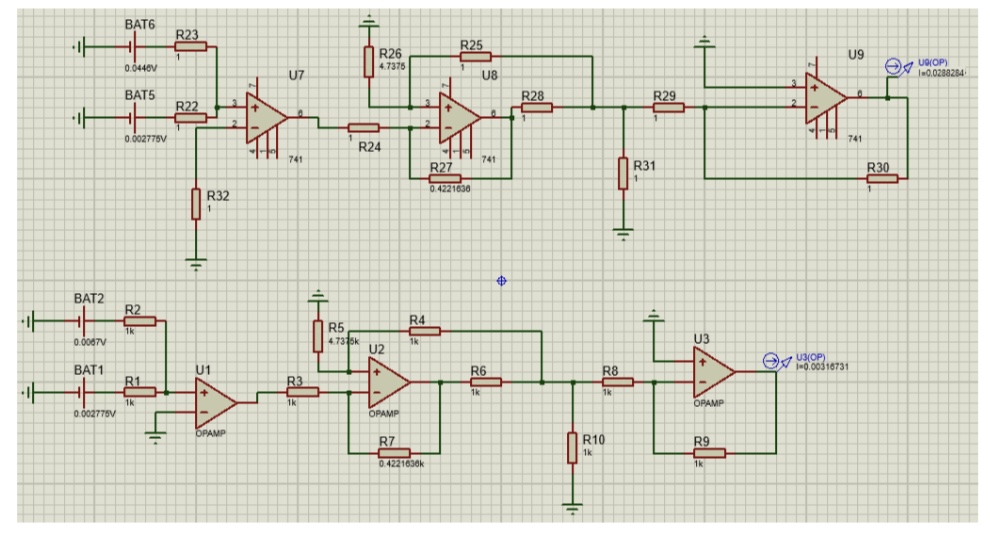 BAT6
R23
0.0446V
1
BAT5
R22
0.002775V
1
U7
3
2
6
7
4
1
5
741
R32
1
R26
4.7375
R25
1
R24
1
U8
3
2
6
7
4
1
5
741
R27
0.4221636
R28
1
R31
1
R29
1
U9
3
2
6
7
4
1
5
741
U9(OP)
I=0.0288284
R30
1
BAT2
R2
0.0067V
1k
BAT1
R1
0.002775V
1k
U1
OPAMP
R3
1k
R5
4.7375k
R4
1k
U2
OPAMP
R7
0.4221636k
R6
1k
R10
1k
R8
1k
U3
OPAMP
U3(OP)
I=0.00316731
R9
1k